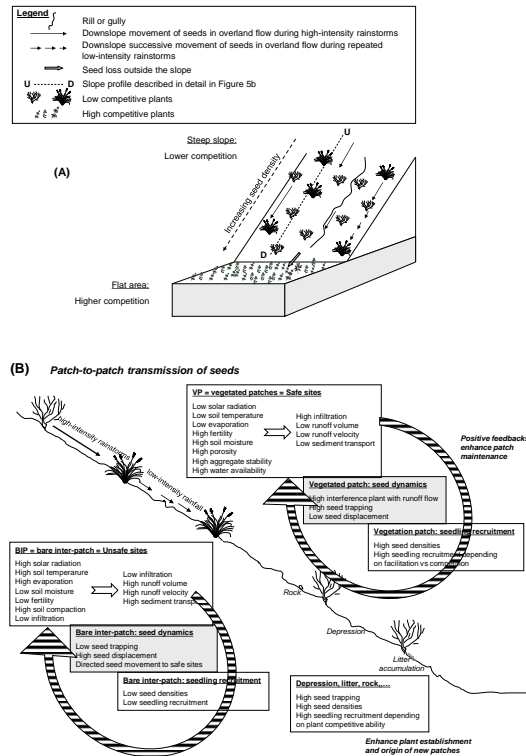 Legend
Rill or gully
Downslope movement of seeds in overland flow during high-intensity rainstorms
Downslope successive movement of seeds in overland flow during repeated
low-intensity rainstorms
Seed loss outside the slope
U D Slope profile described in detail in Figure 5b
Low competitive plants
High competitive plants
(A)
Steep slope:
Lower competition
U
Increasing seed density
D
Flat area:
Higher competition
(B) Patch-to-patch transmission of seeds
high-intensity rainstorms
low-intensity rainfall
VP = vegetated patches = Safe sites
Low solar radiation
Low soil temperature
Low evaporation
High fertility
High soil moisture
High porosity
High aggregate stability
High water availability
High infiltration
Low runoff volume
Low runoff velocity
Low sediment transport
Positive feedbacks
enhance patch
maintenance
Vegetated patch: seed dynamics
High interference plant with runoff flow
High seed trapping
Low seed displacement
Vegetation patch: seedling recruitment
High seed densities
High seedling recruitment depending
on facilitation vs competition
BIP = bare inter-patch = Unsafe sites
High solar radiation
High soil temperarure
High evaporation
Low soil moisture
Low fertility
High soil compaction
Low infiltration
Low infiltration
High runoff volume
High runoff velocity
High sediment transport
Bare inter-patch: seed dynamics
Low seed trapping
High seed displacement
Directed seed movement to safe sites
Bare inter-patch: seedling recruitment
Low seed densities
Low seedling recruitment
Rock
Depression
Litter
accumulation
Depression, litter, rock,...
High seed trapping
High seed densities
High seedling recruitment depending
on plant competitive ability
Enhance plant establishment
and origin of new patches